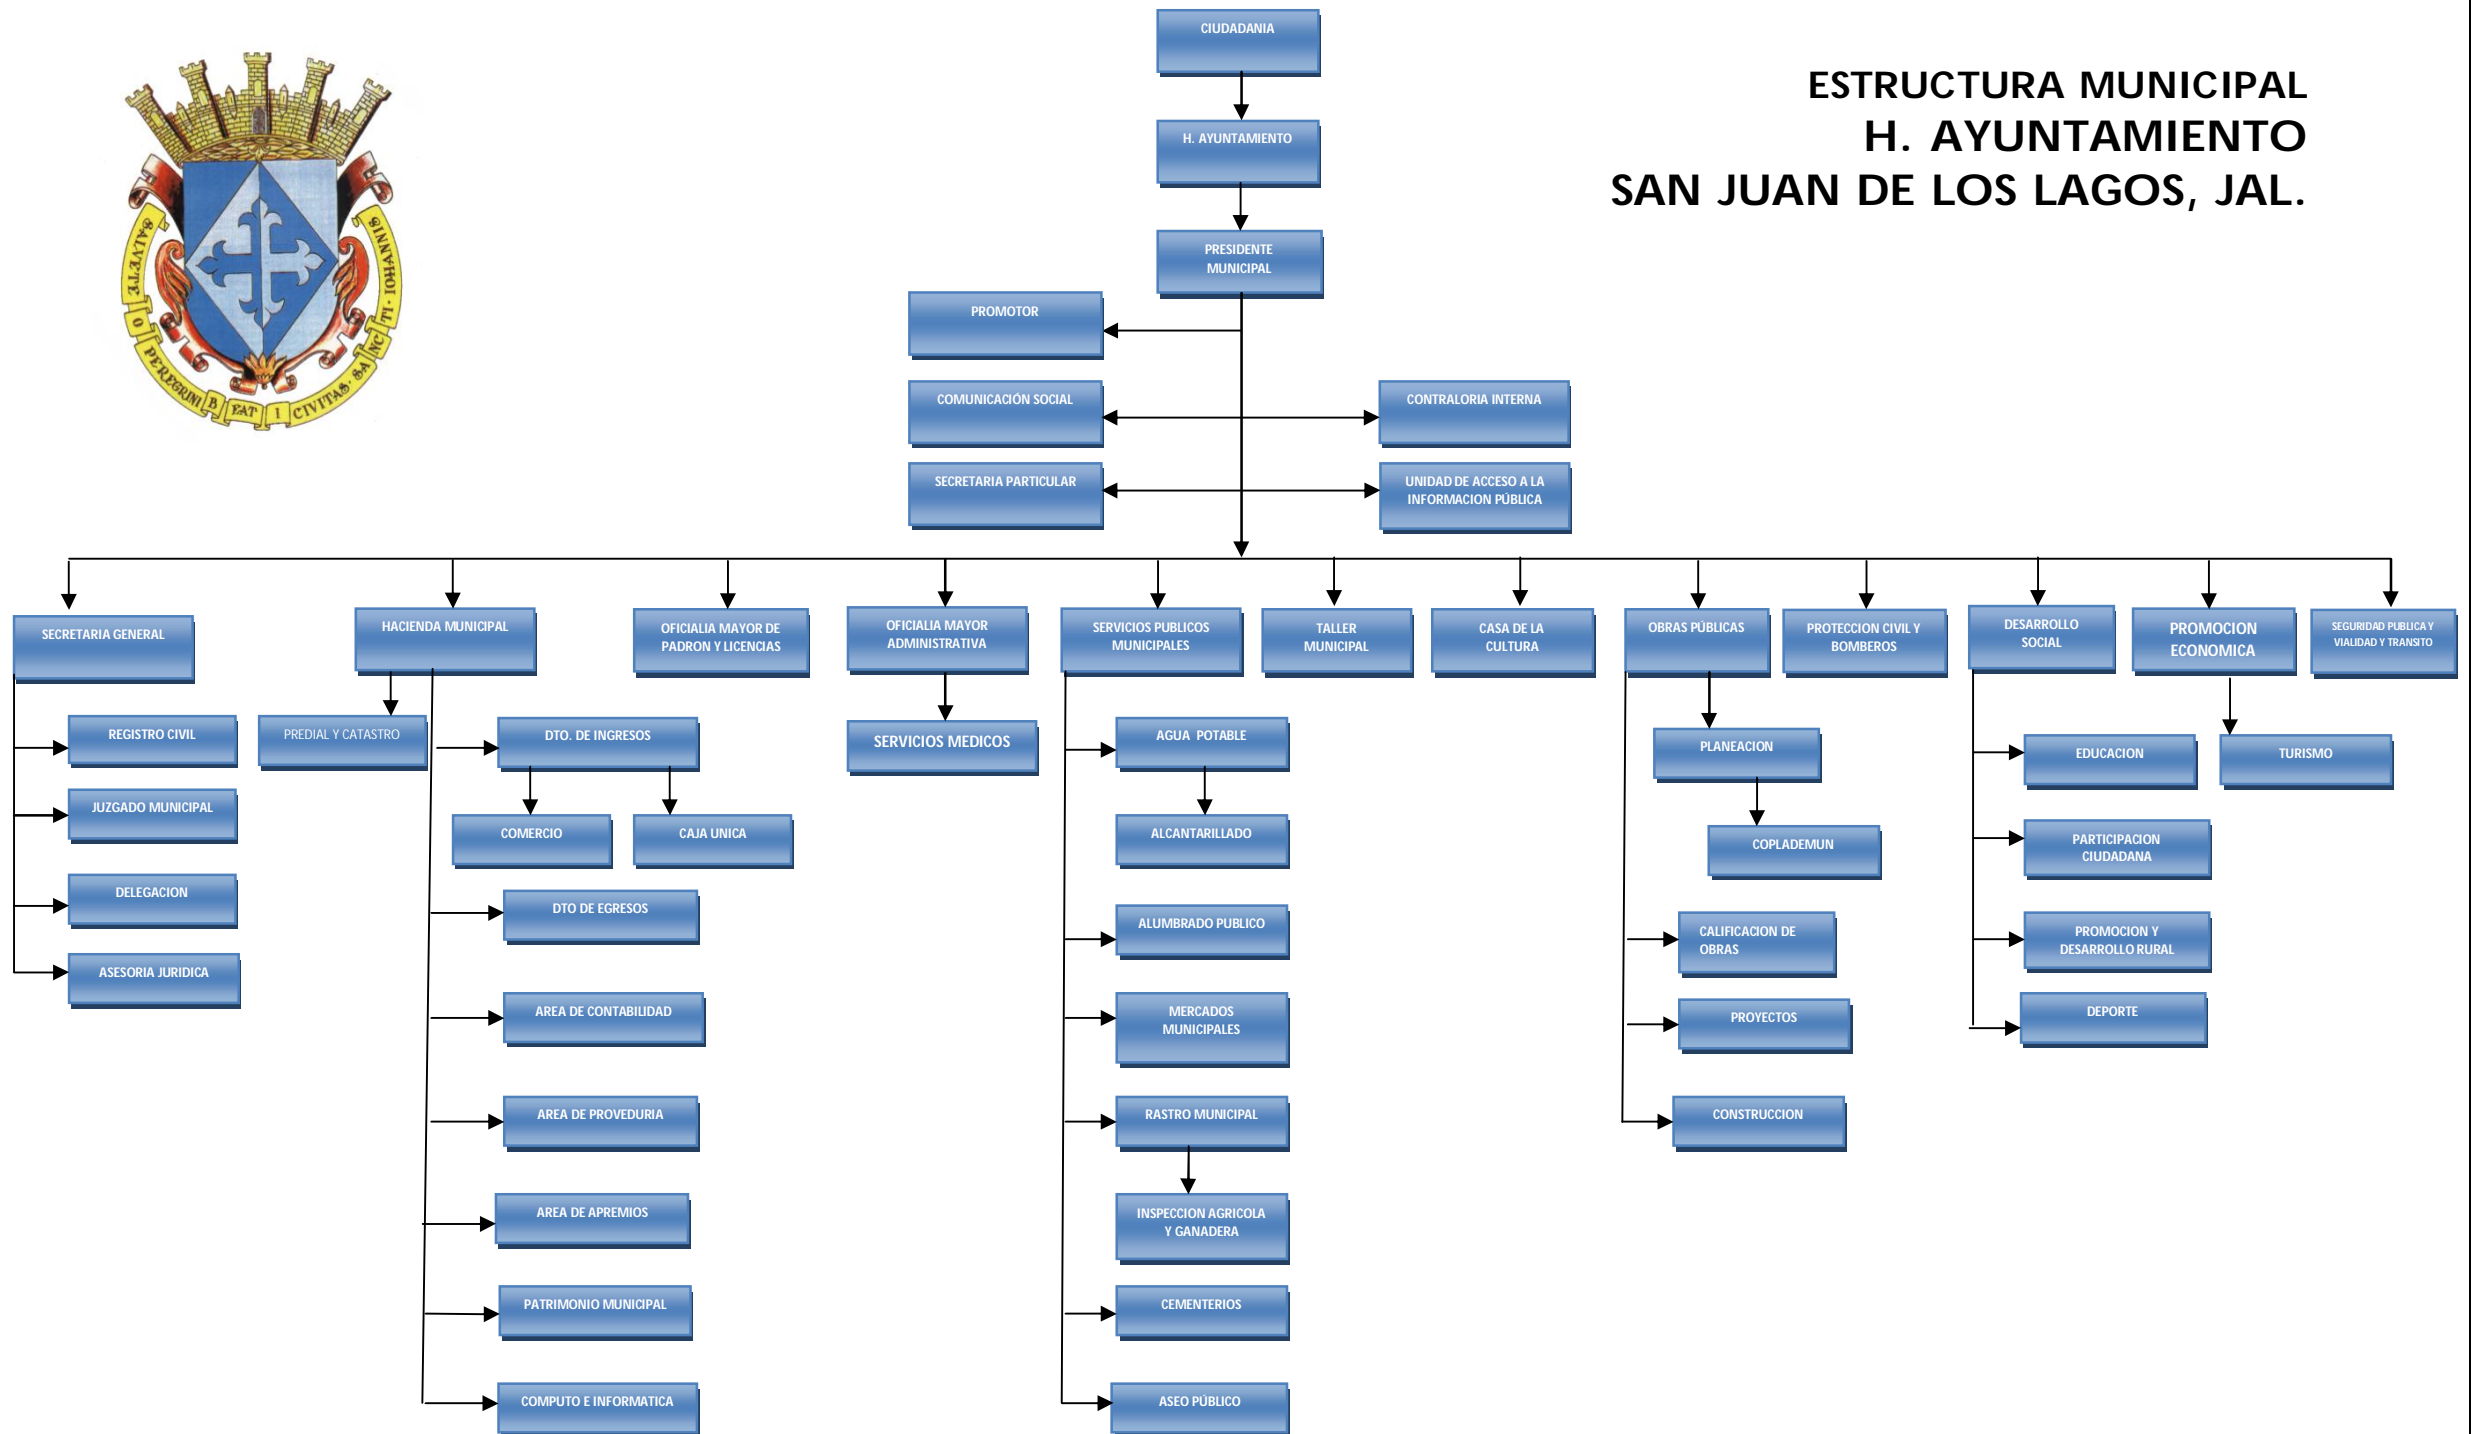 CIUDADANIA
ESTRUCTURA MUNICIPAL
H. AYUNTAMIENTO
SAN JUAN DE LOS LAGOS, JAL.
H. AYUNTAMIENTO
PRESIDENTE
MUNICIPAL
SALVETE O PEREGRINI BEATI CIVITAS SANCTI IOHANNIS
PROMOTOR
COMUNICACIÓN SOCIAL
CONTRALORIA INTERNA
SECRETARIA PARTICULAR
UNIDAD DE ACCESO A LA
INFORMACION PÚBLICA
SECRETARIA GENERAL
HACIENDA MUNICIPAL
OFICIALIA MAYOR DE
PADRON Y LICENCIAS
OFICIALIA MAYOR
ADMINISTRATIVA
SERVICIOS PUBLICOS
MUNICIPALES
TALLER
MUNICIPAL
CASA DE LA
CULTURA
OBRAS PÚBLICAS
PROTECCION CIVIL Y
BOMBEROS
DESARROLLO
SOCIAL
PROMOCION
ECONOMICA
SEGURIDAD PUBLICA Y
VIALIDAD Y TRANSITO
REGISTRO CIVIL
JUZGADO MUNICIPAL
DELEGACION
ASESORIA JURIDICA
PREDIAL Y CATASTRO
DTO. DE INGRESOS
COMERCIO
CAJA UNICA
DTO DE EGRESOS
AREA DE CONTABILIDAD
AREA DE PROVEDURIA
AREA DE APREMIOS
PATRIMONIO MUNICIPAL
COMPUTO E INFORMATICA
SERVICIOS MEDICOS
AGUA  POTABLE
ALCANTARILLADO
ALUMBRADO PUBLICO
MERCADOS
MUNICIPALES
RASTRO MUNICIPAL
INSPECCION AGRICOLA
Y GANADERA
CEMENTERIOS
ASEO PÚBLICO
PLANEACION
COPLADEMUN
CALIFICACION DE
OBRAS
PROYECTOS
CONSTRUCCION
EDUCACION
PARTICIPACION
CIUDADANA
PROMOCION Y
DESARROLLO RURAL
DEPORTE
TURISMO